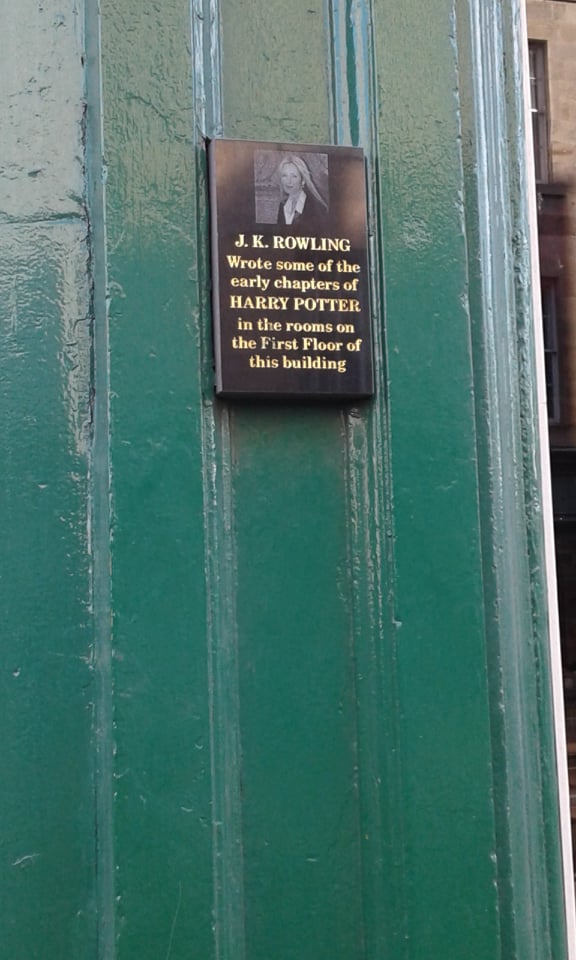 J. K. ROWLING
Wrote some of the
early chapters of
HARRY POTTER
in the rooms on
the First Floor of
this building